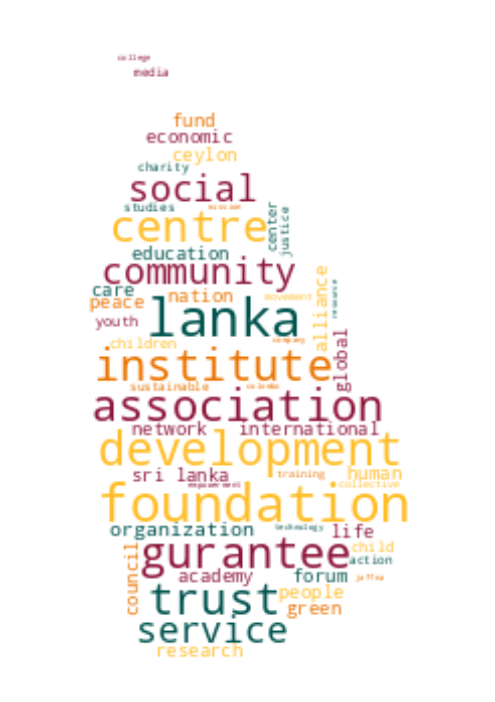 college
media
fund
economic
ceylon
charity
social
studies
mission
centre
center
justice
education
community
care
peace
nation
movement
alliance
resource
youth
lanka
children
company
global
institute
sustainable
colombo
association
network international
development
sri lanka
empowerment
training
human
collective
foundation
organization
technology
life
gurantee
child
action
council
academy
forum
jaffna
trust
people
green
service
research